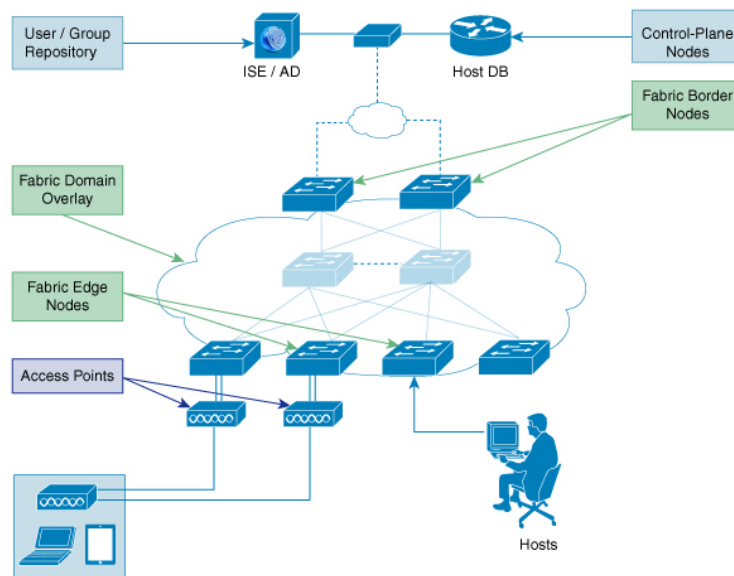 User / Group
Repository
ISE / AD
Host DB
Control-Plane
Nodes
Fabric Border
Nodes
Fabric Domain
Overlay
Fabric Edge
Nodes
Access Points
Hosts